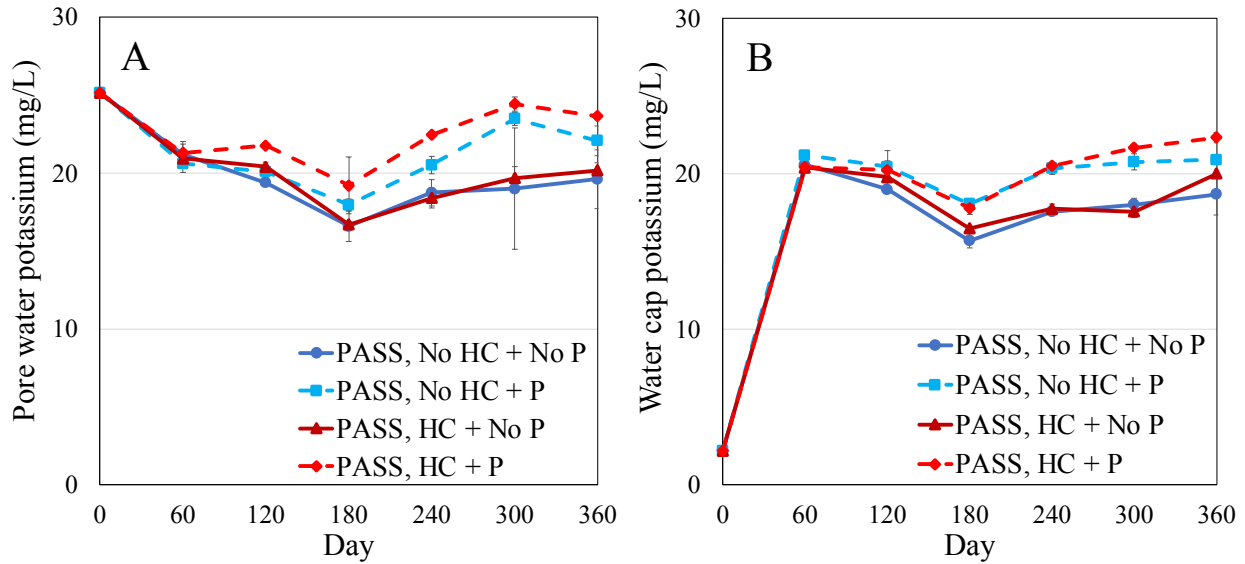 A
Pore water potassium (mg/L)
30
20
10
0
PASS, No HC + No P
PASS, No HC + P
PASS, HC + No P
PASS, HC + P
0 60 120 180 240 300 360
Day
B
Water cap potassium (mg/L)
30
20
10
0
PASS, No HC + No P
PASS, No HC + P
PASS, HC + No P
PASS, HC + P
0 60 120 180 240 300 360
Day